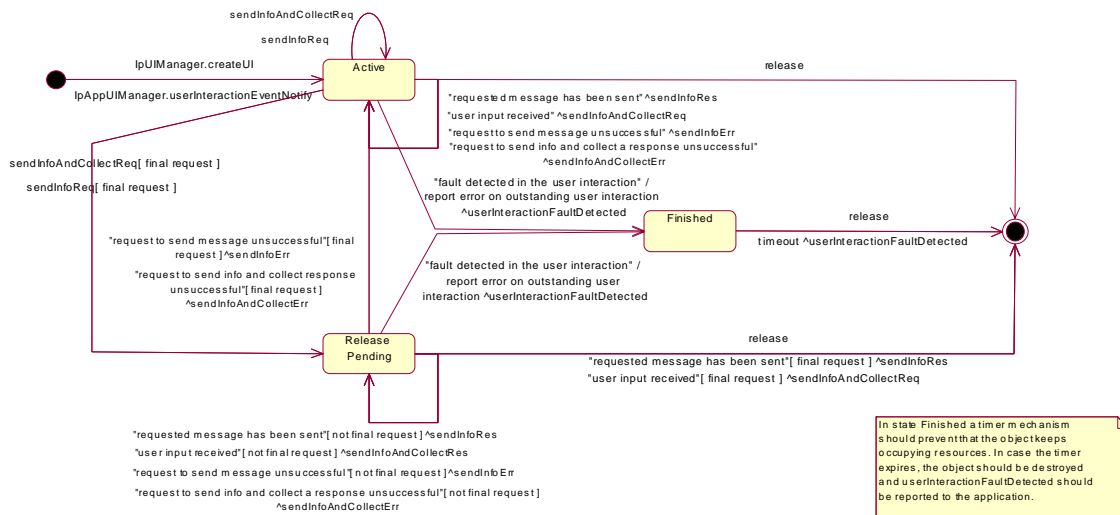 sendInfoAndCollectReq
sendInfoReq
IpUIManager.createUI
Active
release
IpAppUIManager.userInteractionEventNotify
"requested message has been sent" ^sendInfoRes
"user input received" ^sendInfoAndCollectReq
"request to send message unsuccessful" ^sendInfoErr
"request to send info and collect a response unsuccessful"
^sendInfoAndCollectErr
sendInfoAndCollectReq[ final request ]
sendInfoReq[ final request ]
"fault detected in the user interaction" /
report error on outstanding user interaction
^userInteractionFaultDetected
Finished
release
timeout ^userInteractionFaultDetected
"request to send message unsuccessful"[ final
request ]^sendInfoErr
"request to send info and collect response
unsuccessful"[ final request ]
^sendInfoAndCollectErr
"fault detected in the user interaction" /
report error on outstanding user
interaction ^userInteractionFaultDetected
Release
Pending
release
"requested message has been sent"[ final request ] ^sendInfoRes
"user input received"[ final request ] ^sendInfoAndCollectReq
"requested message has been sent"[ not final request ] ^sendInfoRes
"user input received"[ not final request ] ^sendInfoAndCollectRes
"request to send message unsuccessful"[ not final request ]^sendInfoErr
"request to send info and collect a response unsuccessful"[ not final request ]
^sendInfoAndCollectErr
In state Finished a timer mechanism
should prevent that the object keeps
occupying resources. In case the timer
expires, the object should be destroyed
and userInteractionFaultDetected should
be reported to the application.